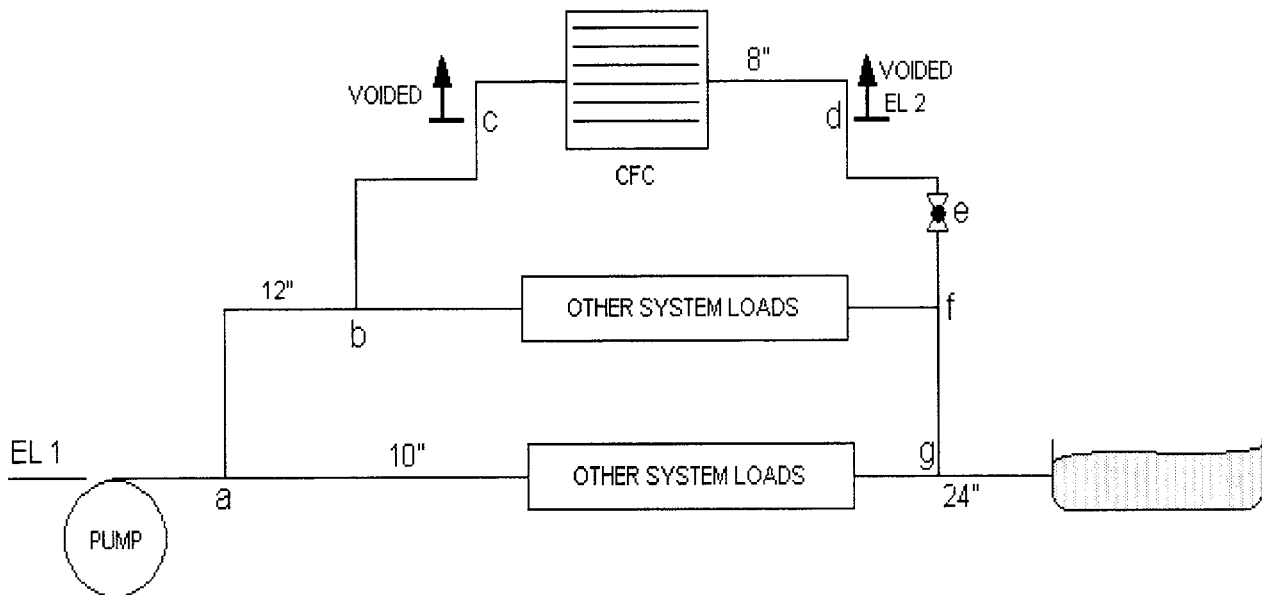 8"
VOIDED
VOIDED
EL 2
c
d
CFC
e
12"
OTHER SYSTEM LOADS
f
b
EL 1
10"
OTHER SYSTEM LOADS
g
a
24"
PUMP